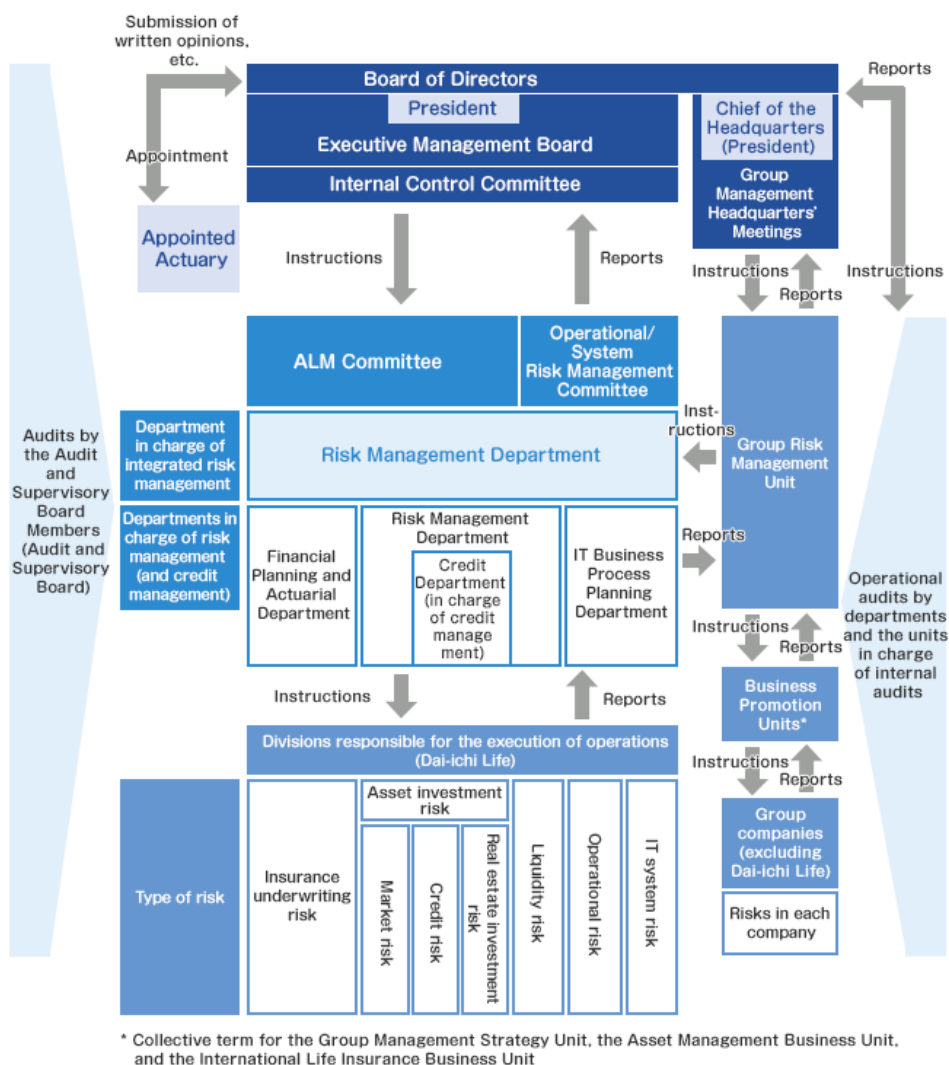 Submission of
written opinions,
etc.
Board of Directors
Reports
President
Executive Management Board
Internal Control Committee
Chief of the
Headquarters
(President)
Group
Management
Headquarters'
Meetings
Appointment
Appointed
Actuary
Instructions
Reports
Instructions
Reports
Instructions
ALM Committee
Operational/
System
Risk Management
Committee
Audits by
the Audit
and
Supervisory
Board
Members
(Audit and
Supervisory
Board)
Department
in charge of
integrated risk
management
Risk Management Department
Inst-
ructions
Group Risk
Management
Unit
Departments in
charge of risk
management
(and credit
management)
Financial
Planning and
Actuarial
Department
Risk Management
Department
Credit
Department
(in charge
of credit
manage
ment)
IT Business
Process
Planning
Department
Reports
Operational
audits by
departments
and the units
in charge
of internal
audits
Instructions
Reports
Instructions
Reports
Business
Promotion
Units*
Divisions responsible for the execution of operations
(Dai-ichi Life)
Instructions
Reports
Type of risk
Insurance
underwriting
risk
Asset investment
risk
Market risk
Credit risk
Real estate investment
risk
Liquidity risk
Operational risk
IT system risk
Group
companies
(excluding
Dai-ichi Life)
Risks in each
company
* Collective term for the Group Management Strategy Unit, the Asset Management Business Unit,
and the International Life Insurance Business Unit